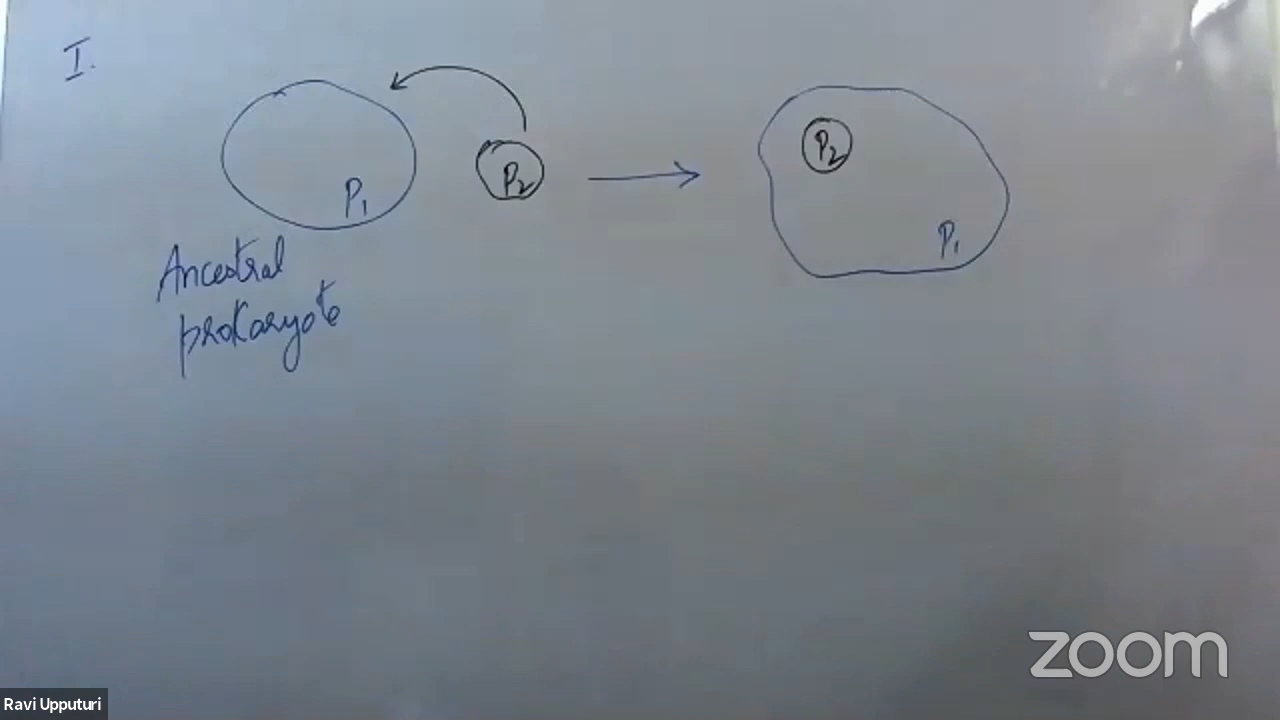 I.
P₁
P₂
P₂
P₁
Ancestral
prokaryote
zoom
Ravi Upputuri